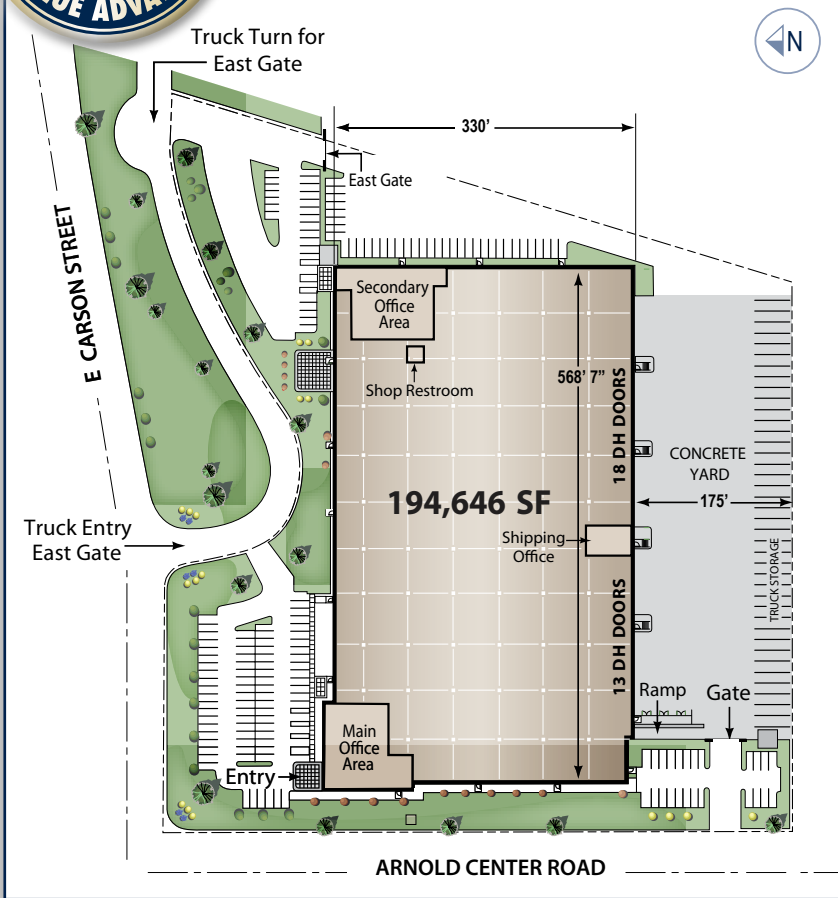 Truck Turn for
East Gate
N
330'
East Gate
E CARSON STREET
Secondary
Office
Area
Shop Restroom
568' 7”
18 DH DOORS
CONCRETE
YARD
175'
194,646 SF
Truck Entry
East Gate
Shipping
Office
TRUCK STORAGE
13 DH DOORS
Ramp
Gate
Main
Office
Area
Entry
ARNOLD CENTER ROAD